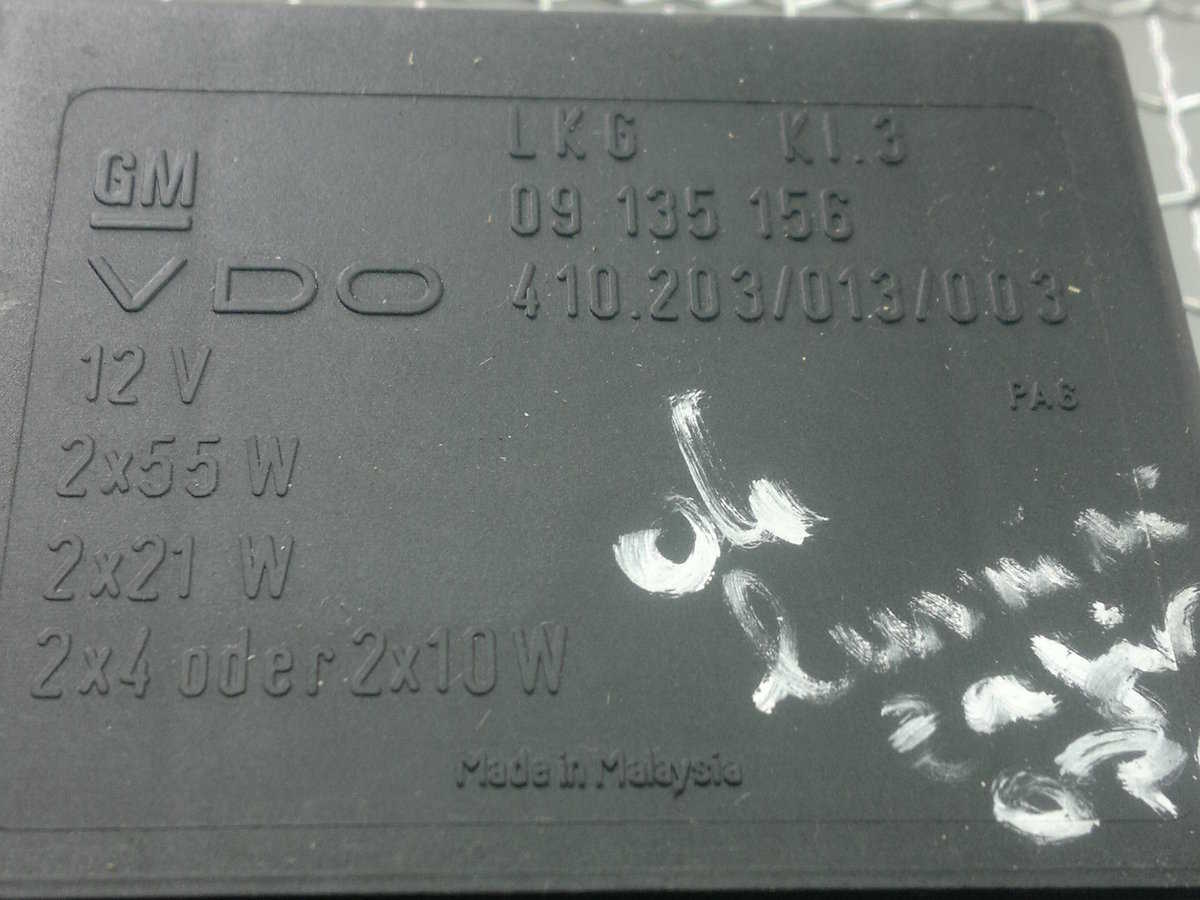 GM
LKG KI.3
09 135 156
VDO
410.203/013/003
12 V
PA6
2x55 W
2x21 W
2x4 oder 2x10 W
Made in Malaysia